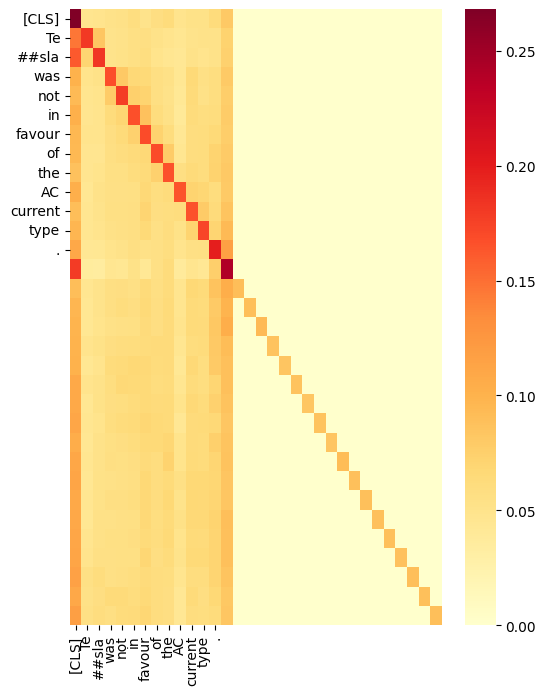 [CLS]
Te
##sla
was
not
in
favour
of
the
AC
current
type
.
0.25
0.20
0.15
0.10
0.05
0.00
[CLS]
Te
##sla
was
not
in
favour
of
the
AC
current
type
.